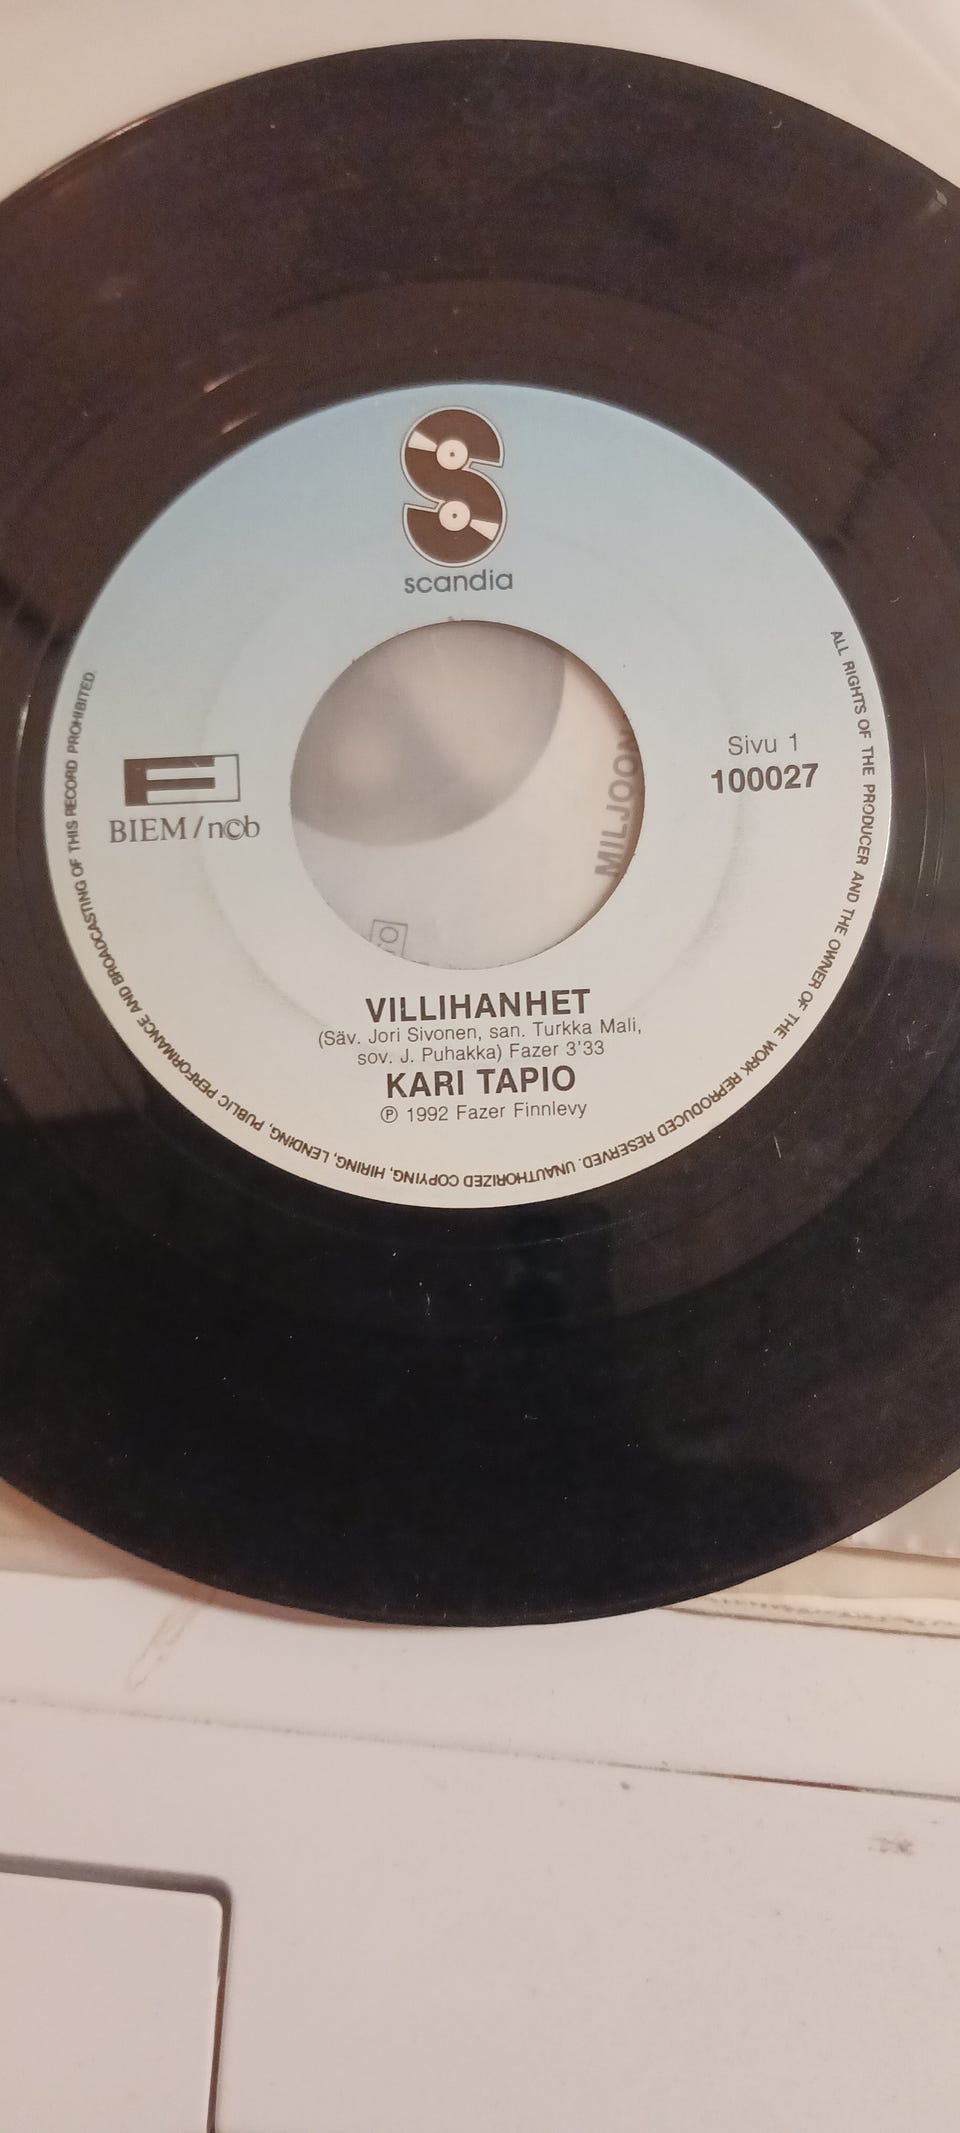 scandia
BIEM/ncb
Sivu 1
100027
VILLIHANHET
(Säv. Jori Sivonen, san. Turkka Mali,
sov. J. Puhakka) Fazer 3'33
KARI TAPIO
℗ 1992 Fazer Finnlevy
ALL RIGHTS OF THE PRODUCER AND THE OWNER OF THE WORK REPRODUCED RESERVED. UNAUTHORIZED COPYING, HIRING, LENDING, PUBLIC PERFORMANCE AND BROADCASTING OF THIS RECORD PROHIBITED.